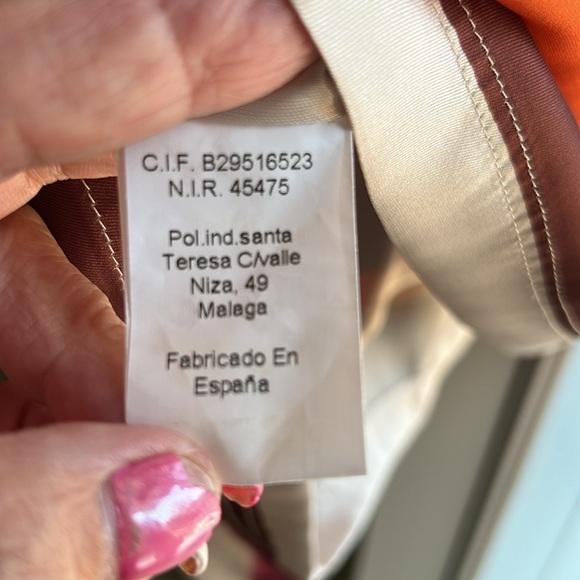 C.I.F. B29516523
N.I.R. 45475
Pol.ind.santa
Teresa C/valle
Niza, 49
Malaga
Fabricado En
España